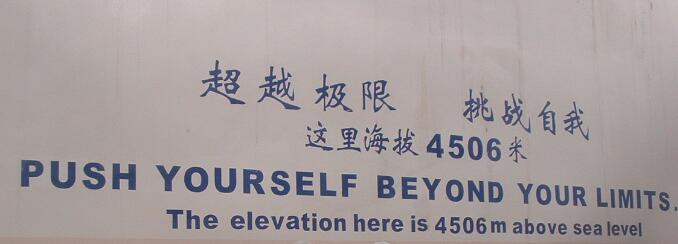 超越极限 挑战自我
这里海拔4506米
PUSH YOURSELF BEYOND YOUR LIMITS.
The elevation here is 4506m above sea level